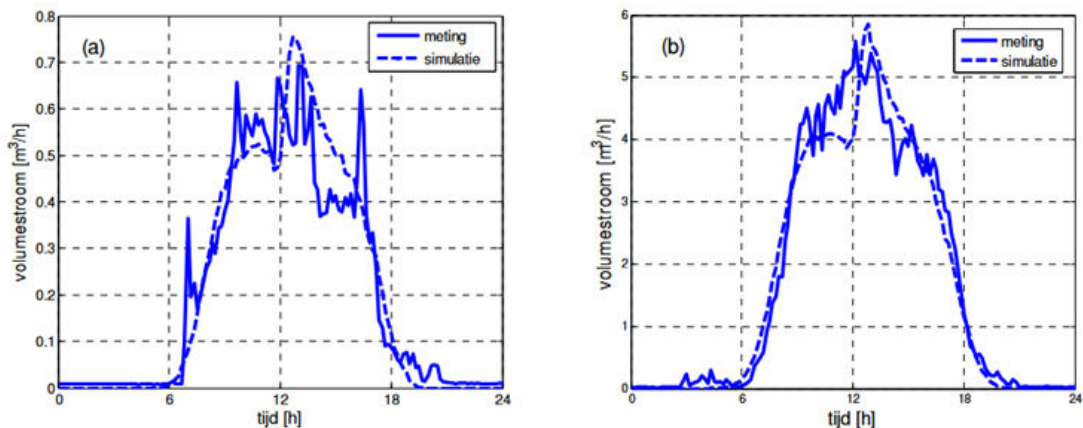 (a)
meting
simulatie
volumestroom [m³/h]
0.8
0.7
0.6
0.5
0.4
0.3
0.2
0.1
0
0
6
12
18
24
tijd [h]
(b)
meting
simulatie
volumestroom [m³/h]
6
5
4
3
2
1
0
0
6
12
18
24
tijd [h]